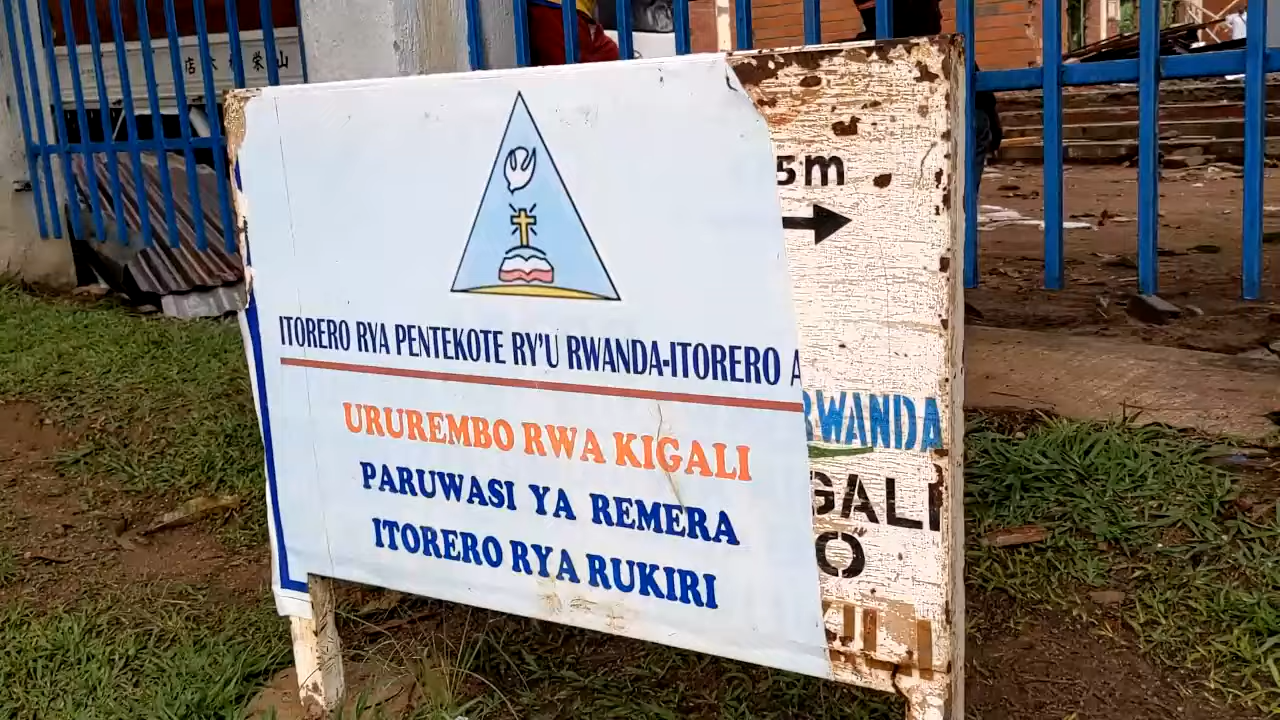 5m
ITORERO RYA PENTEKOTE RY'U RWANDA-ITORERO A
RWANDA
URUREMBO RWA KIGALI
GALI
PARUWASI YA REMERA
ITORERO RYA RUKIRI
O